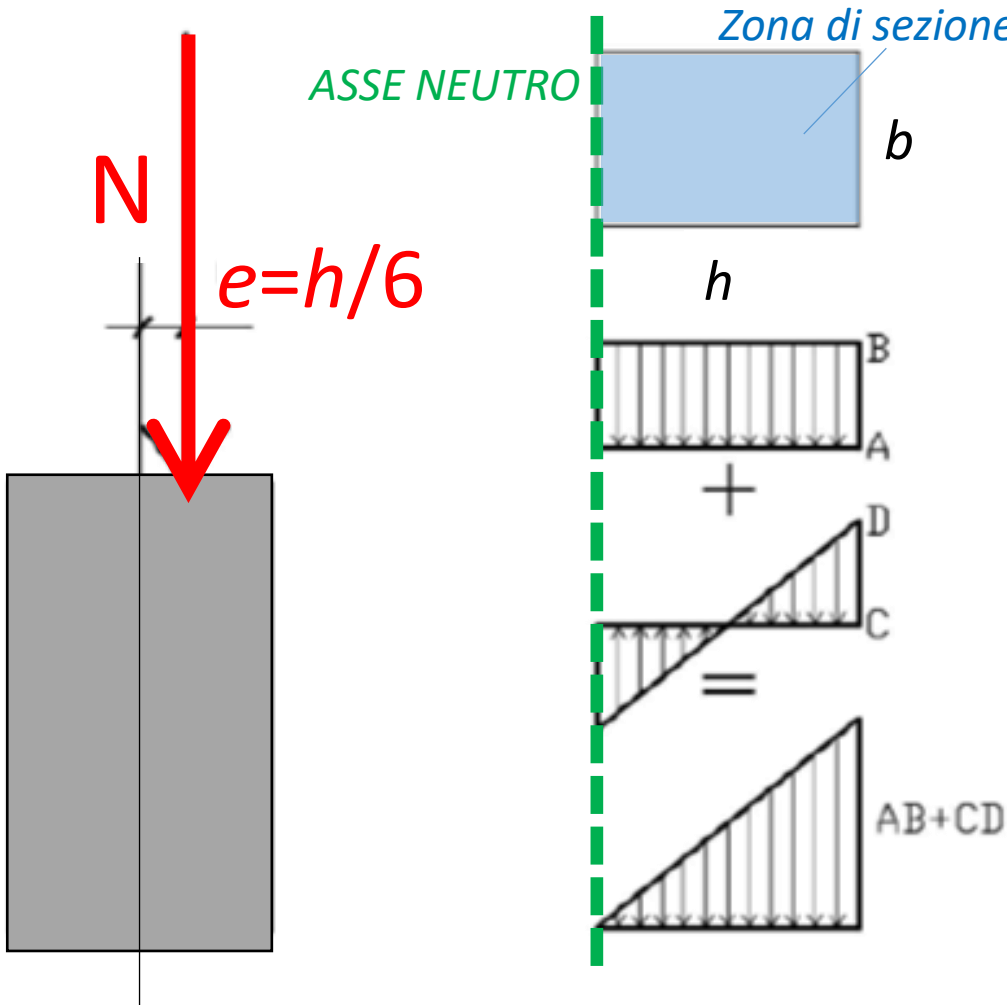 Zona di sezione
ASSE NEUTRO
b
N
e=h/6
h
B
A
+
D
C
=
AB+CD